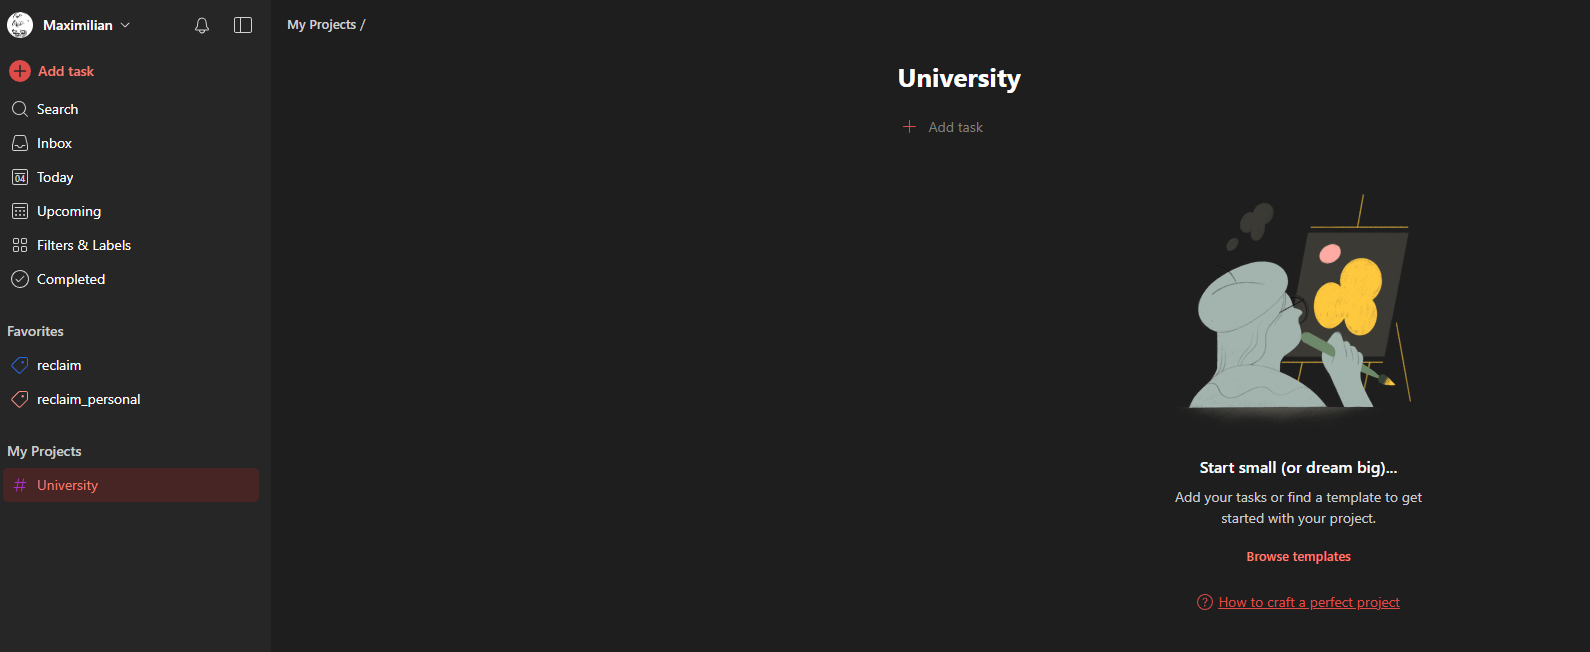 Maximilian
Add task
Search
Inbox
04
Today
Upcoming
Filters & Labels
Completed
Favorites
reclaim
reclaim_personal
My Projects
# University
My Projects /
University
+ Add task
Start small (or dream big)...
Add your tasks or find a template to get
started with your project.
Browse templates
? How to craft a perfect project